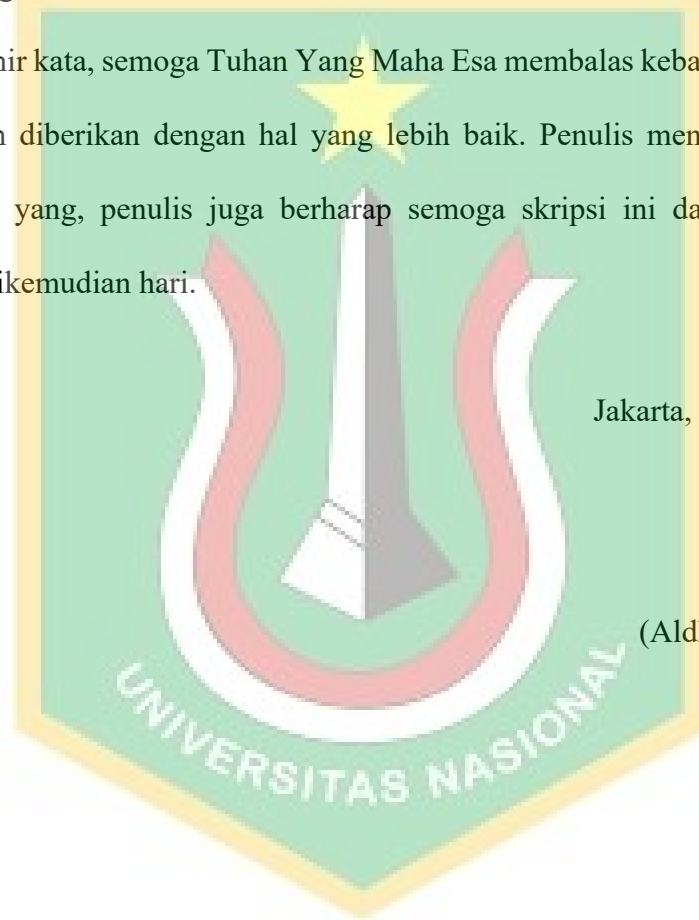 hir kata, semoga Tuhan Yang Maha Esa membalas keba
n diberikan dengan hal yang lebih baik. Penulis men
yang, penulis juga berharap semoga skripsi ini da
ikemudian hari.
Jakarta,
(Ald
UNIVERSITAS NASIONAL